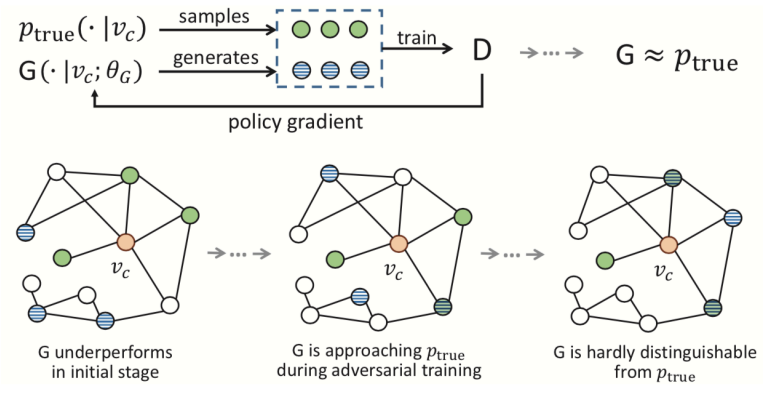 p_true(· |v_c) samples
G(· |v_c; θ_G) generates
train D ··· G ≈ p_true
policy gradient
v_c ··· v_c ··· v_c
G underperforms
in initial stage
G is approaching p_true
during adversarial training
G is hardly distinguishable
from p_true